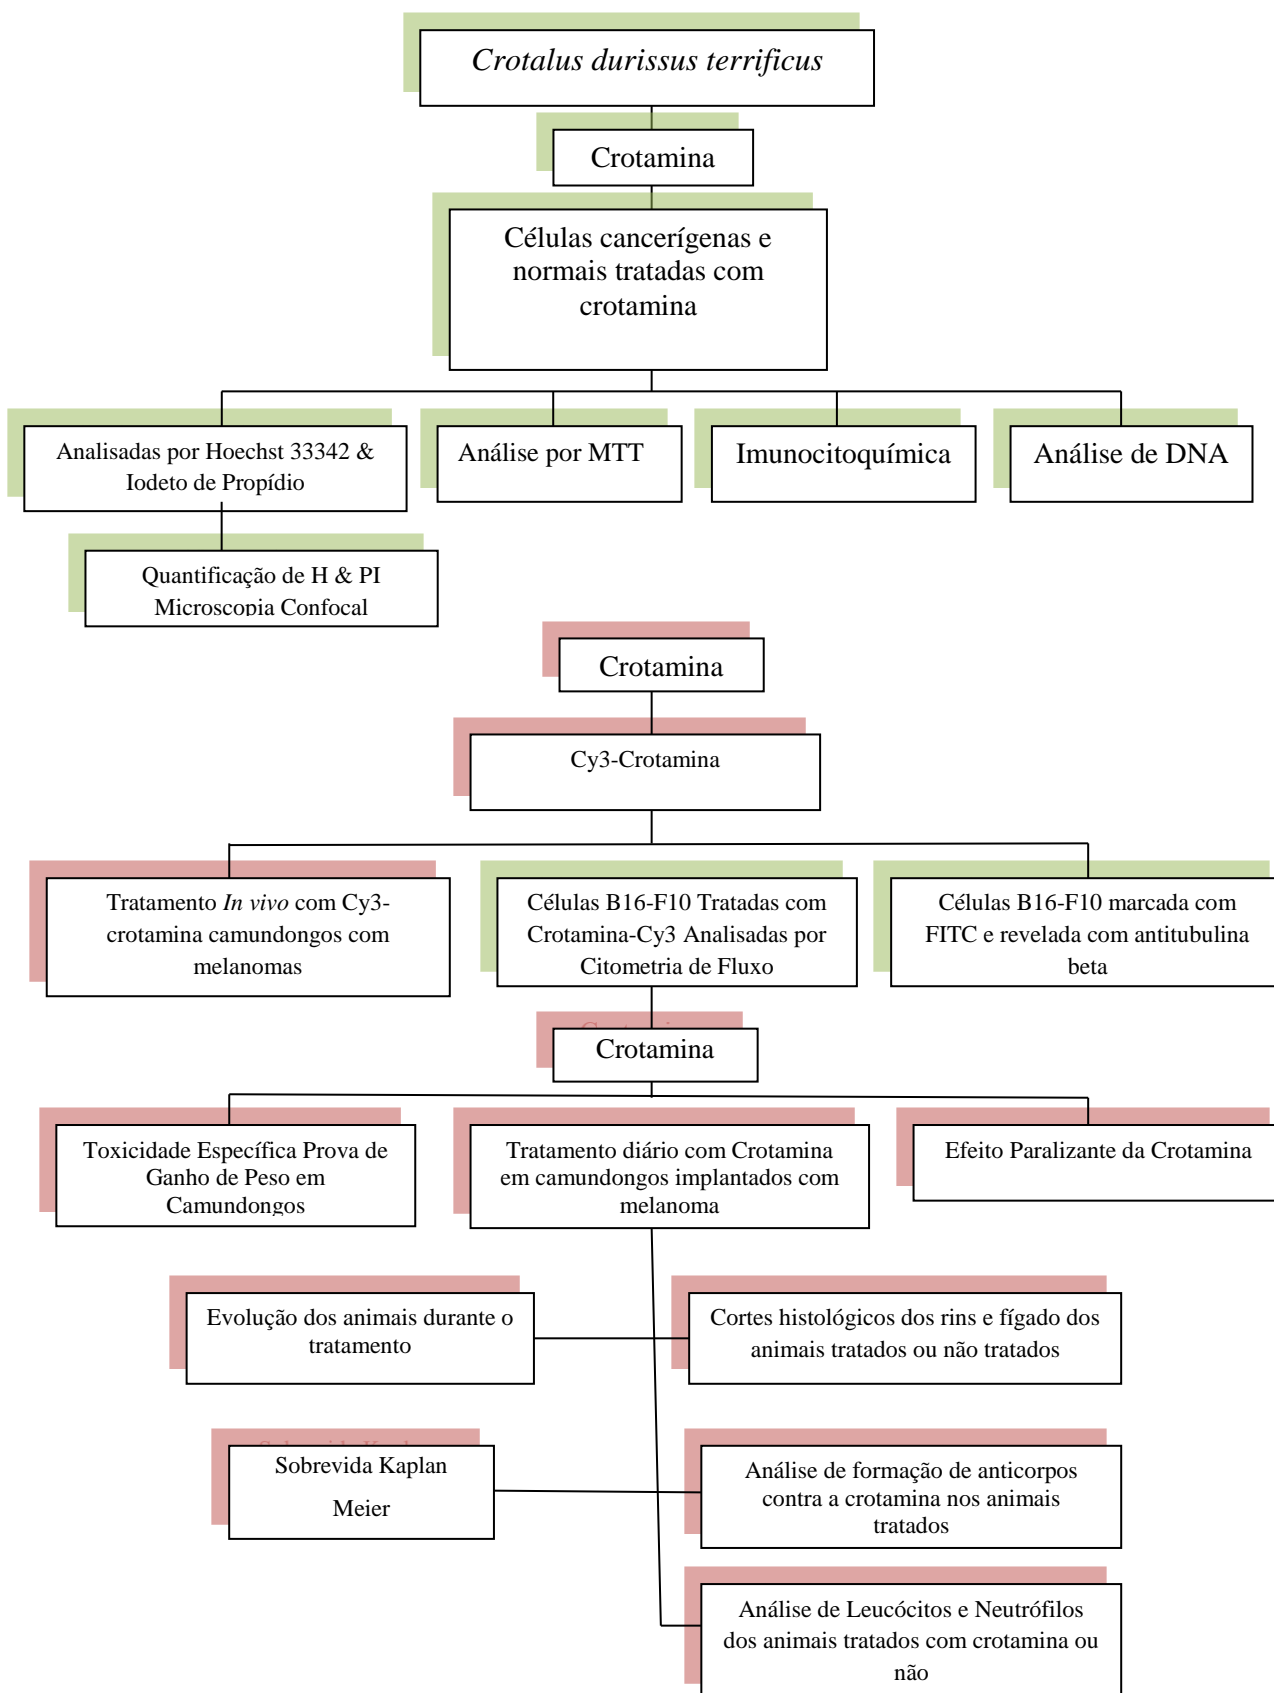 Crotalus durissus terrificus
Crotamina
Células cancerígenas e
normais tratadas com
crotamina
Analisadas por Hoechst 33342 &
Iodeto de Propídio
Análise por MTT
Imunocitoquímica
Análise de DNA
Quantificação de H & PI
Microscopia Confocal
Crotamina
Cy3-Crotamina
Tratamento In vivo com Cy3-
crotamina camundongos com
melanomas
Células B16-F10 Tratadas com
Crotamina-Cy3 Analisadas por
Citometria de Fluxo
Células B16-F10 marcada com
FITC e revelada com antitubulina
beta
Crotamina
Toxicidade Específica Prova de
Ganho de Peso em
Camundongos
Tratamento diário com Crotamina
em camundongos implantados com
melanoma
Efeito Paralizante da Crotamina
Evolução dos animais durante o
tratamento
Cortes histológicos dos rins e fígado dos
animais tratados ou não tratados
Sobrevida Kaplan
Meier
Análise de formação de anticorpos
contra a crotamina nos animais
tratados
Análise de Leucócitos e Neutrófilos
dos animais tratados com crotamina ou
não